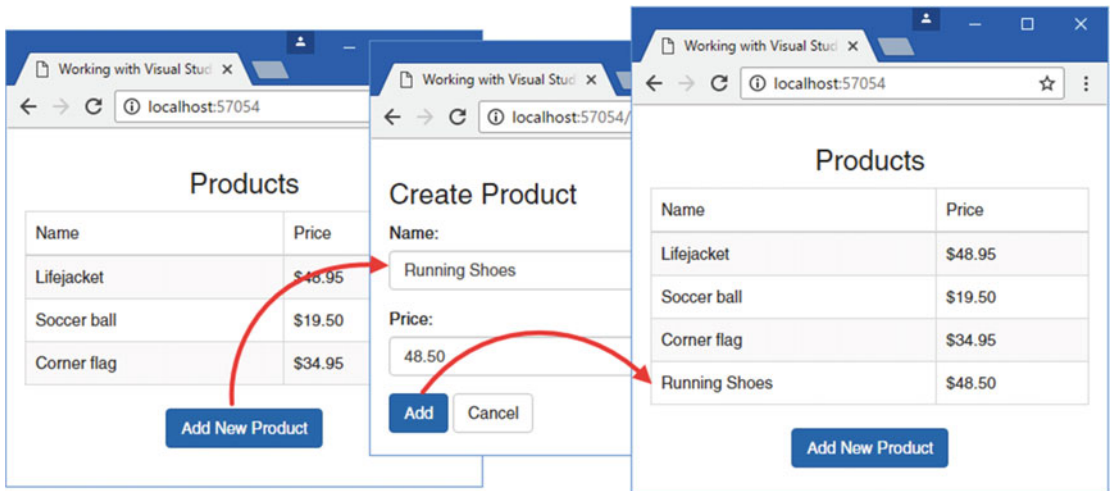 Working with Visual Stud
localhost:57054
Products
Name Price
Lifejacket $48.95
Soccer ball $19.50
Corner flag $34.95
Add New Product
Working with Visual Stud
localhost:57054/
Create Product
Name:
Running Shoes
Price:
48.50
Add Cancel
Working with Visual Stud
localhost:57054
Products
Name Price
Lifejacket $48.95
Soccer ball $19.50
Corner flag $34.95
Running Shoes $48.50
Add New Product